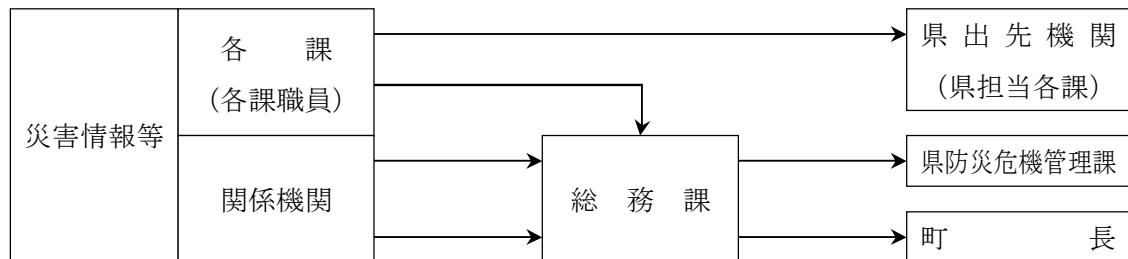 災害情報等
各課
(各課職員)
関係機関
総務課
県出先機関
(県担当各課)
県防災危機管理課
町長